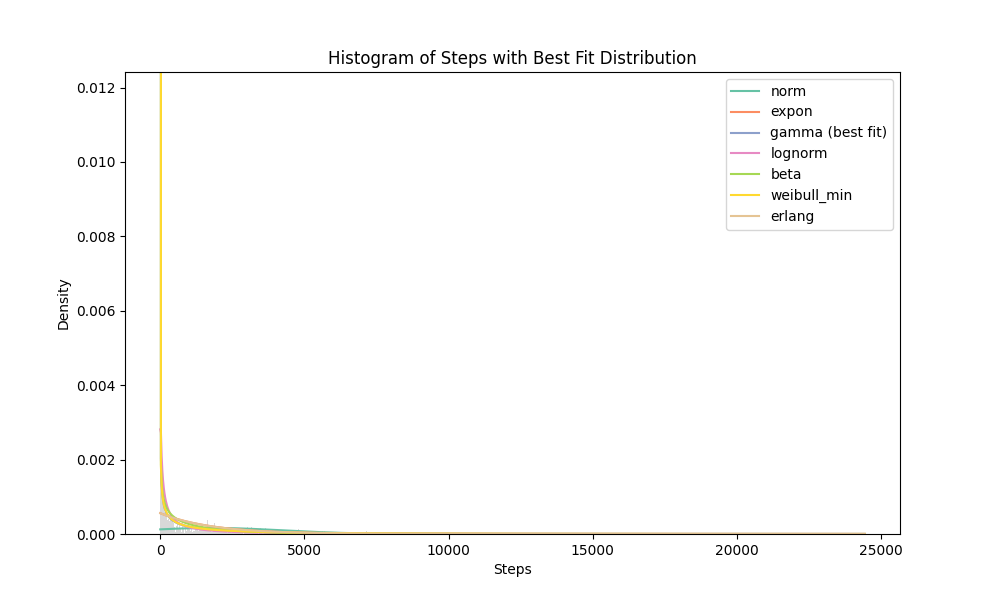 Histogram of Steps with Best Fit Distribution
0.012
0.010
0.008
0.006
0.004
0.002
0.000
Density
norm
expon
gamma (best fit)
lognorm
beta
weibull_min
erlang
0
5000
10000
15000
20000
25000
Steps